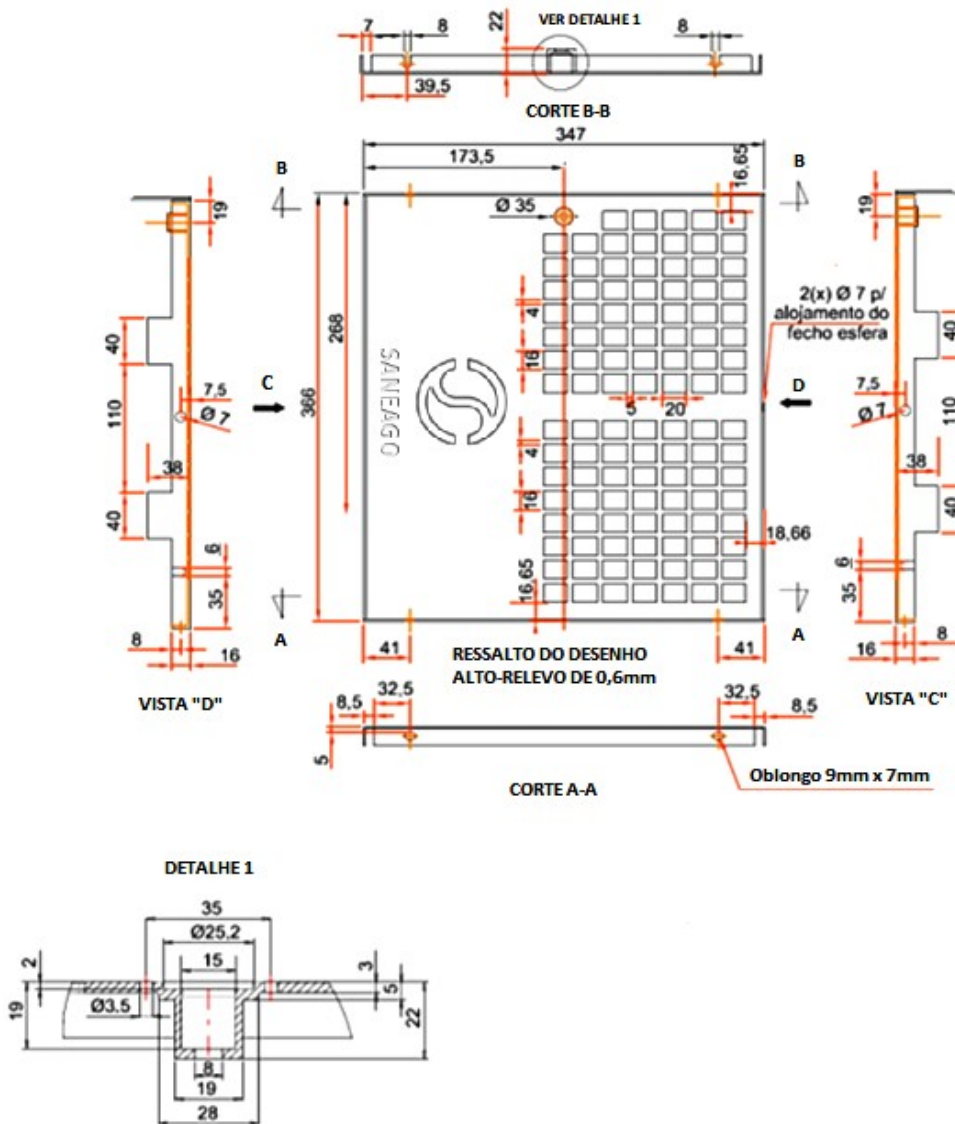 7
8
22
VER DETALHE 1
8
39,5
CORTE B-B
347
173,5
B
B
16,65
19
19
Ø 35
2(x) Ø 7 p/
alojamento do
fecho esfera
4
40
40
268
16
SANEAGO
C
D
7,5
7,5
366
5
20
Ø 7
Ø 7
110
110
4
38
38
16
40
40
18,66
6
6
16,65
35
35
A
A
8
8
41
41
16
16
RESSALTO DO DESENHO
ALTO-RELEVO DE 0,6mm
VISTA "D"
VISTA "C"
8,5
32,5
32,5
8,5
5
Oblongo 9mm x 7mm
CORTE A-A
DETALHE 1
35
Ø25,2
2
15
3
5
19
Ø3,5
22
8
19
28